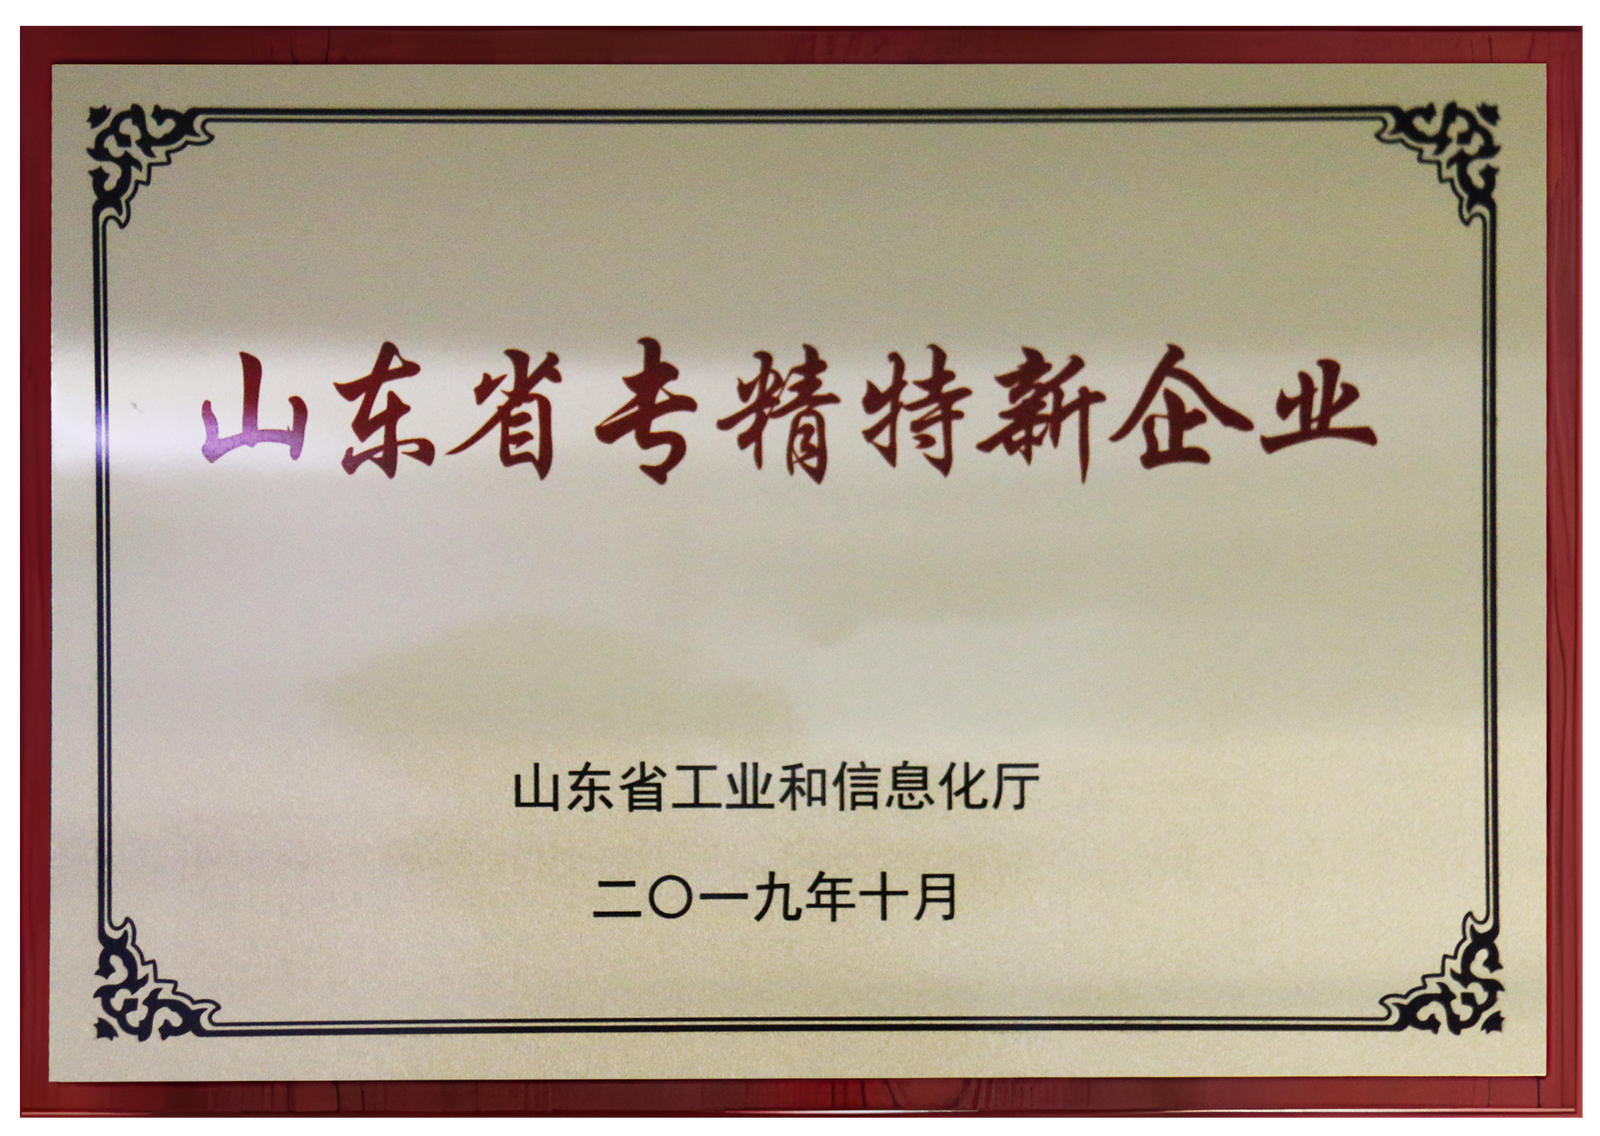 山东省专精特新企业
山东省工业和信息化厅
二〇一九年十月